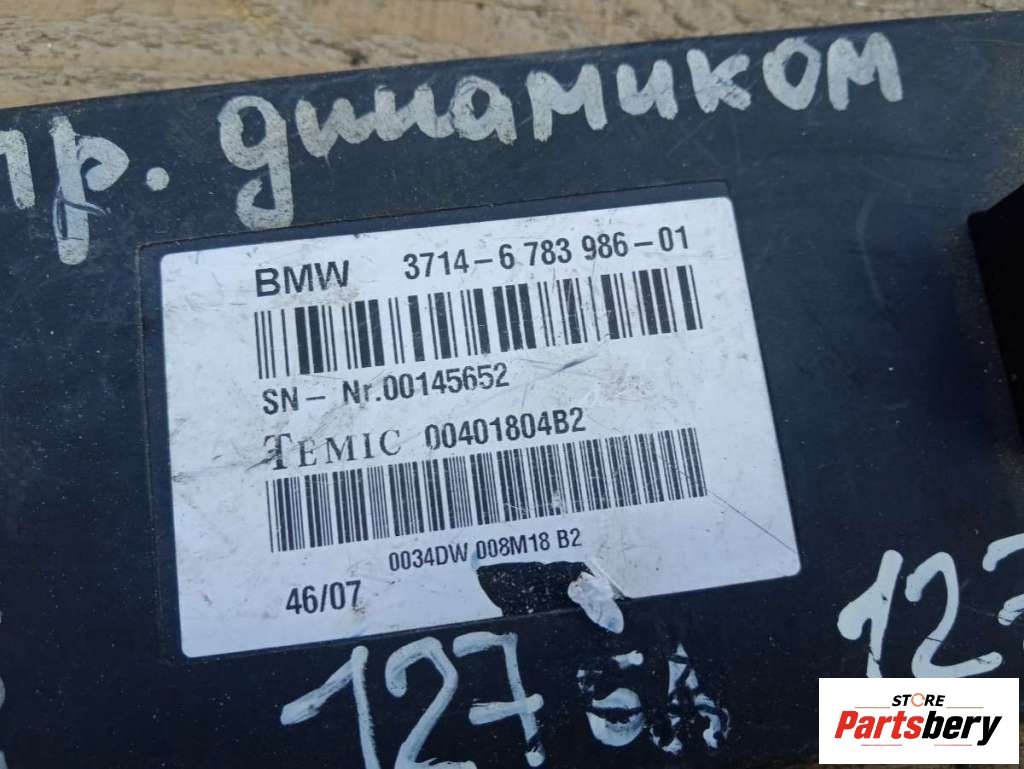 пр. динамиком
BMW 3714-6 783 986-01
SN- Nr.00145652
TEMIC 00401804B2
0034DW 008M18 B2
46/07
127
12
STORE
Partsbery